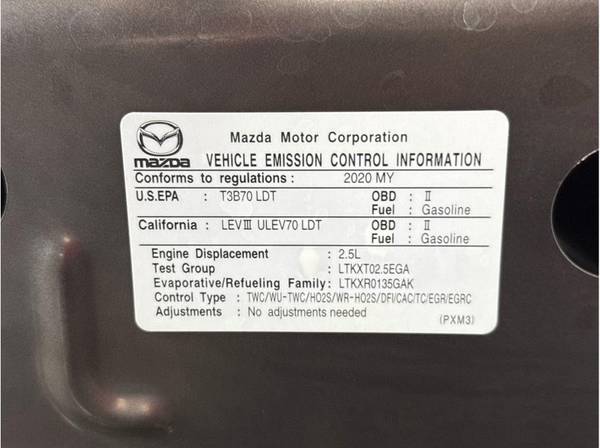 Mazda Motor Corporation
mazda VEHICLE EMISSION CONTROL INFORMATION
Conforms to regulations : 2020 MY
U.S.EPA : T3B70 LDT OBD : II
Fuel : Gasoline
California : LEVIII ULEV70 LDT OBD : II
Fuel : Gasoline
Engine Displacement : 2.5L
Test Group : LTKXT02.5EGA
Evaporative/Refueling Family: LTKXR0135GAK
Control Type : TWC/WU-TWC/HO2S/WR-HO2S/DFI/CAC/TC/EGR/EGRC
Adjustments : No adjustments needed
(PXM3)